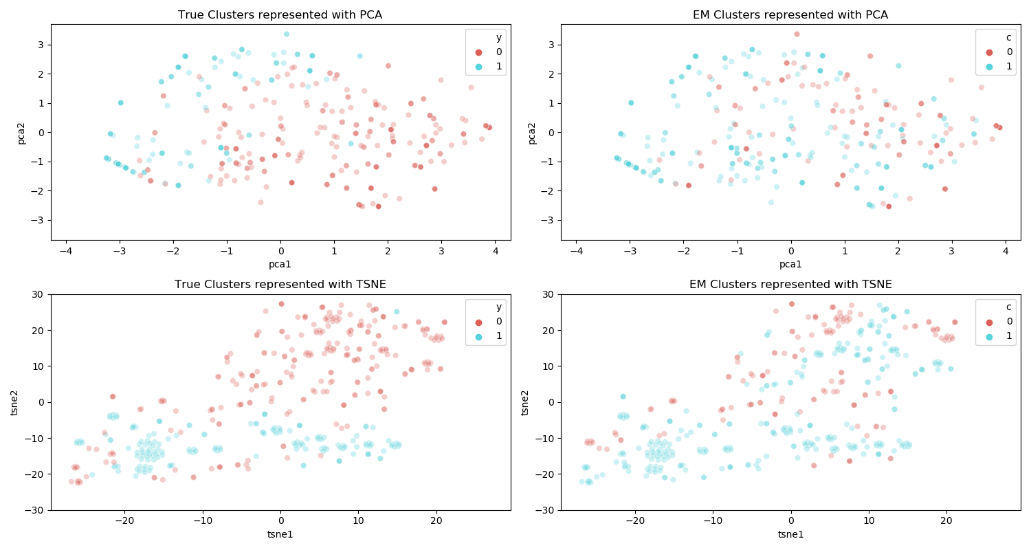 True Clusters represented with PCA
y
0
1
3
2
1
0
−1
−2
−3
pca2
−4 −3 −2 −1 0 1 2 3 4
pca1
EM Clusters represented with PCA
c
0
1
3
2
1
0
−1
−2
−3
pca2
−4 −3 −2 −1 0 1 2 3 4
pca1
True Clusters represented with TSNE
y
0
1
30
20
10
0
−10
−20
−30
tsne2
−20 −10 0 10 20
tsne1
EM Clusters represented with TSNE
c
0
1
30
20
10
0
−10
−20
−30
tsne2
−20 −10 0 10 20
tsne1